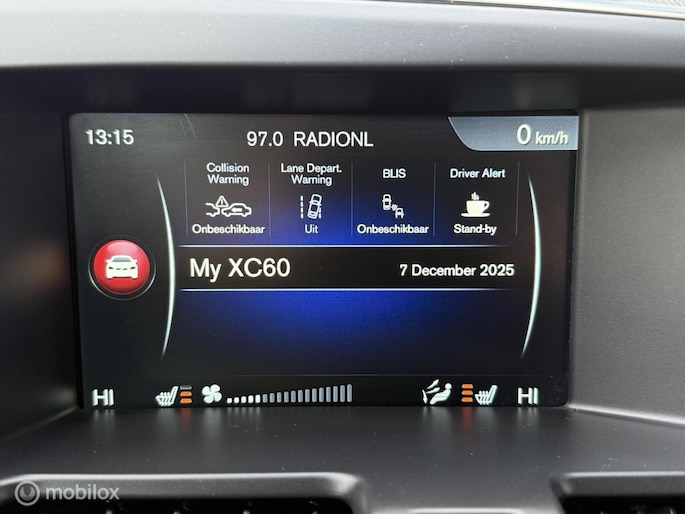 13:15
97.0 RADIONL
0 km/h
Collision
Warning
Onbeschikbaar
Lane Depart.
Warning
Uit
BLIS
Onbeschikbaar
Driver Alert
Stand-by
My XC60
7 December 2025
HI
HI
mobilox